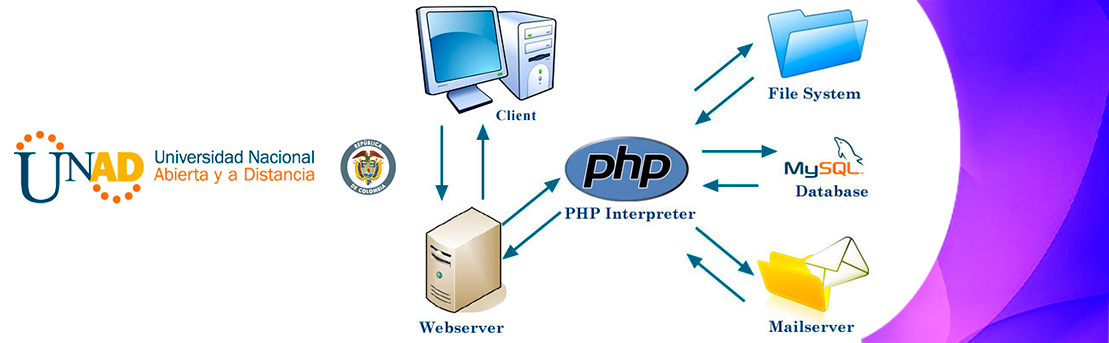 UNAD
Universidad Nacional
Abierta y a Distancia
REPÚBLICA
DE COLOMBIA
Client
Webserver
php
PHP Interpreter
File System
MySQL
Database
Mailserver